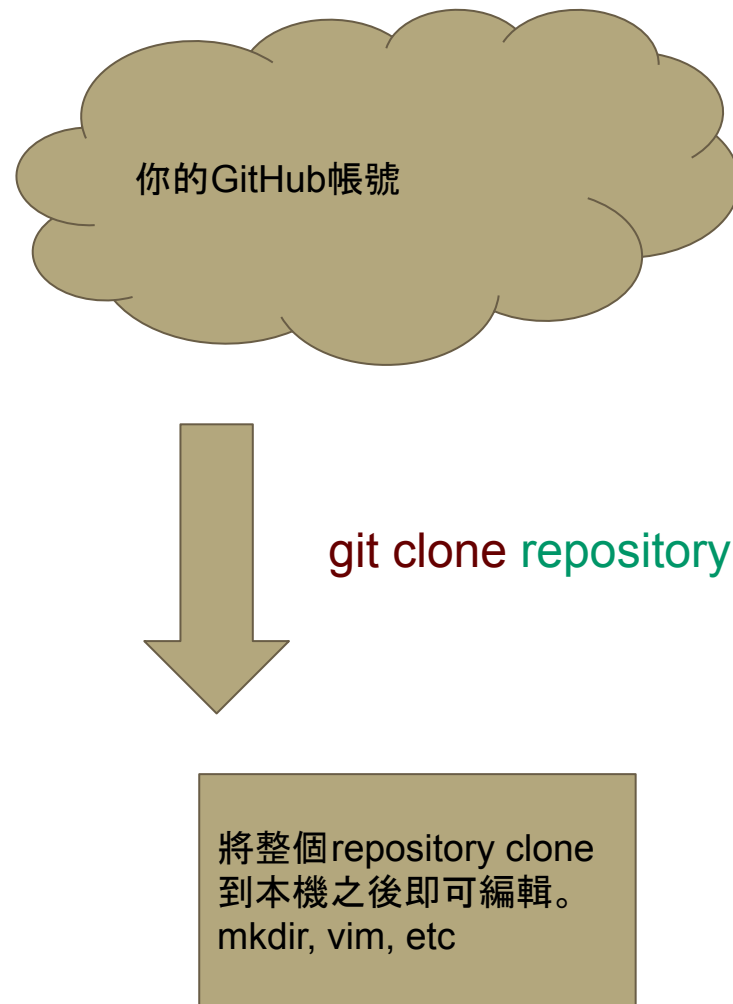 你的GitHub帳號
git clone repository
將整個repository clone
到本機之後即可編輯。
mkdir, vim, etc